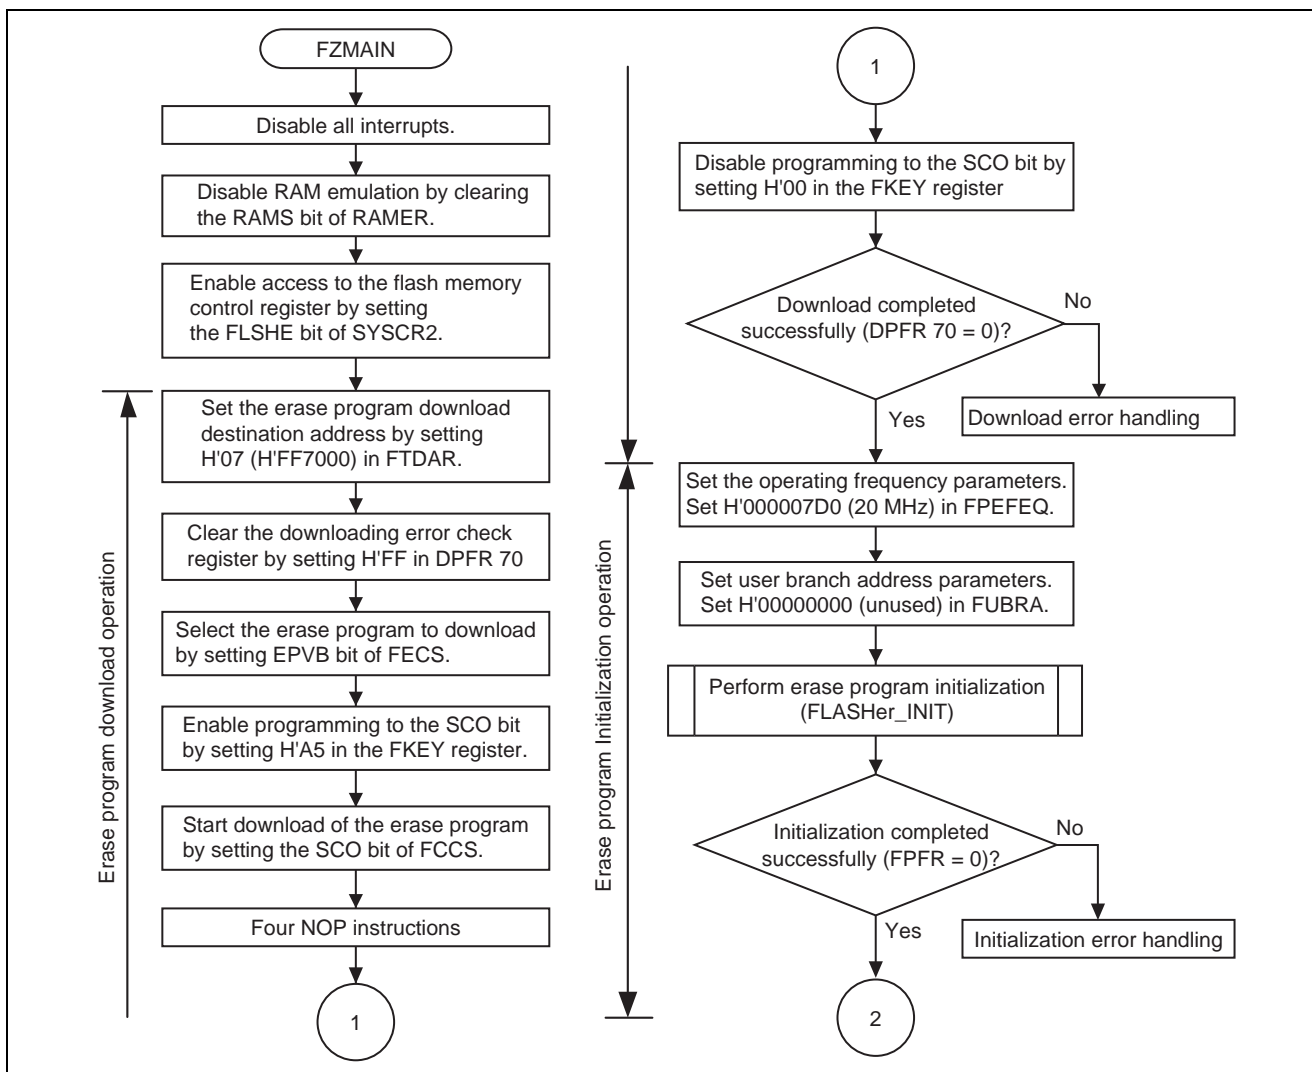 FZMAIN
Disable all interrupts.
Disable RAM emulation by clearing
the RAMS bit of RAMER.
Enable access to the flash memory
control register by setting
the FLSHE bit of SYSCR2.
Erase program download operation
Set the erase program download
destination address by setting
H'07 (H'FF7000) in FTDAR.
Clear the downloading error check
register by setting H'FF in DPFR 70
Select the erase program to download
by setting EPVB bit of FECS.
Enable programming to the SCO bit
by setting H'A5 in the FKEY register.
Start download of the erase program
by setting the SCO bit of FCCS.
Four NOP instructions
1
1
Disable programming to the SCO bit by
setting H'00 in the FKEY register
Download completed
successfully (DPFR 70 = 0)?
No
Yes
Download error handling
Erase program Initialization operation
Set the operating frequency parameters.
Set H'000007D0 (20 MHz) in FPEFEQ.
Set user branch address parameters.
Set H'00000000 (unused) in FUBRA.
Perform erase program initialization
(FLASHer_INIT)
Initialization completed
successfully (FPFR = 0)?
No
Yes
Initialization error handling
2